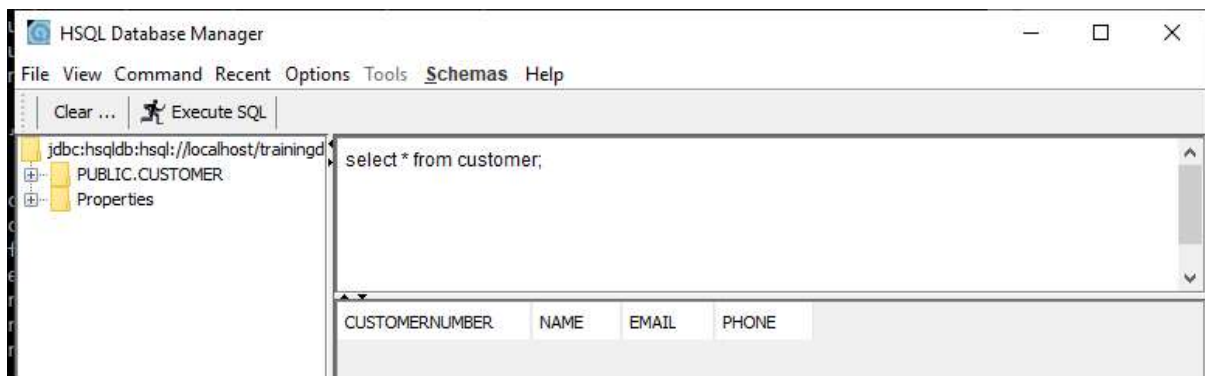 HSQL Database Manager
File View Command Recent Options Tools Schemas Help
Clear ... Execute SQL
jdbc:hsqldb:hsql://localhost/trainingd
PUBLIC.CUSTOMER
Properties
select * from customer;
CUSTOMERNUMBER NAME EMAIL PHONE